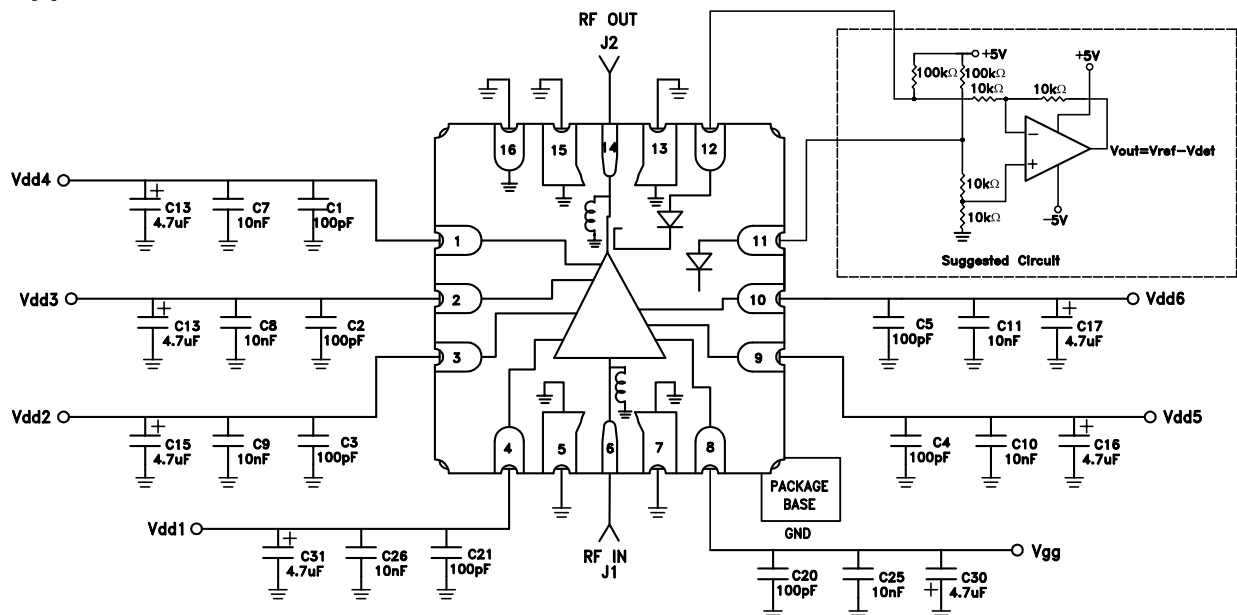 RF OUT
J2
+5V
100kΩ
100kΩ
10kΩ
10kΩ
+5V
−
+
Vout=Vref-Vdet
10kΩ
10kΩ
-5V
Suggested Circuit
16
15
14
13
12
Vdd4
+
C13
4.7uF
C7
10nF
C1
100pF
1
11
Vdd3
+
C13
4.7uF
C8
10nF
C2
100pF
2
10
Vdd6
C5
100pF
C11
10nF
+
C17
4.7uF
3
9
Vdd2
+
C15
4.7uF
C9
10nF
C3
100pF
Vdd5
C4
100pF
C10
10nF
+
C16
4.7uF
4
5
6
7
8
PACKAGE
BASE
GND
Vdd1
+
C31
4.7uF
C26
10nF
C21
100pF
RF IN
J1
Vgg
C20
100pF
C25
10nF
C30
+
4.7uF